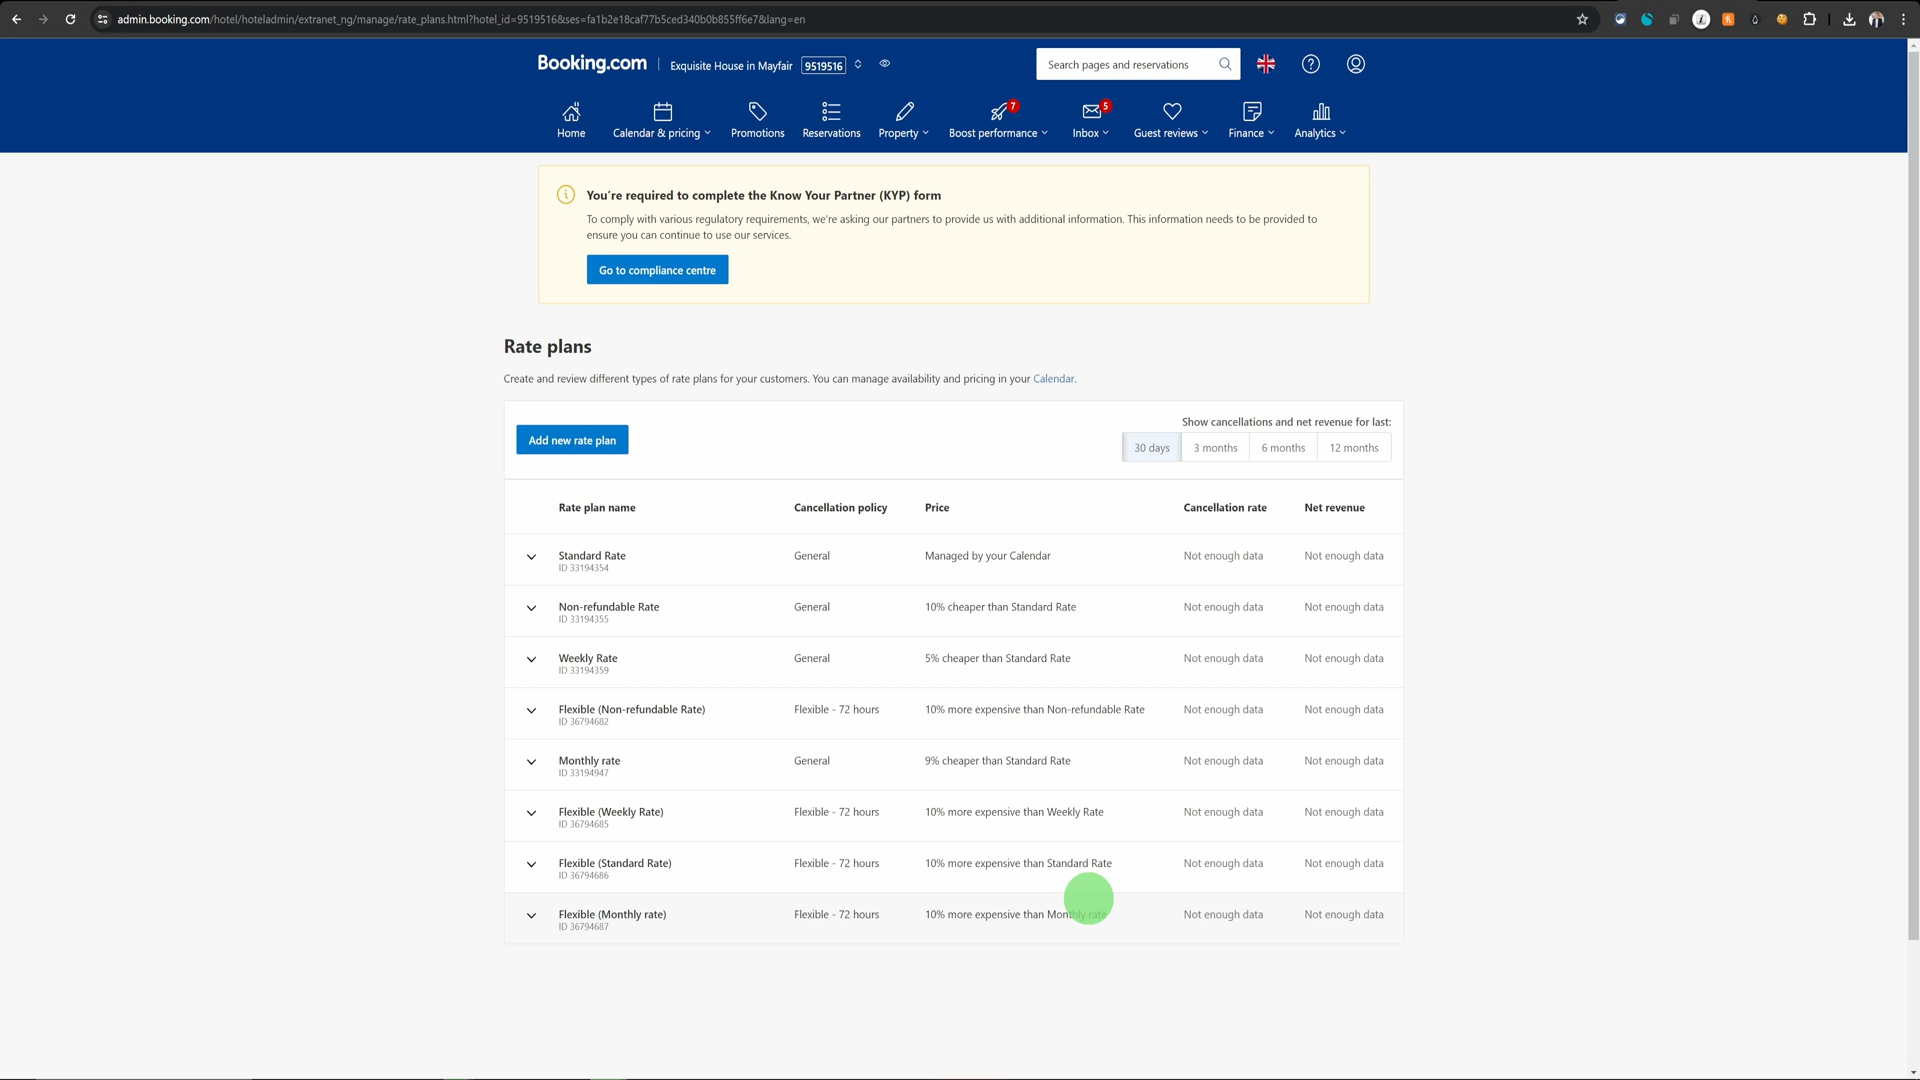 admin.booking.com/hotel/hoteladmin/extranet_ng/manage/rate_plans.html?hotel_id=9519516&ses=fa1b2e18caf77b5ced340b0b855ff6e7&lang=en
Booking.com
Exquisite House in Mayfair
9519516
Search pages and reservations
Home
Calendar & pricing
Promotions
Reservations
Property
7
Boost performance
5
Inbox
Guest reviews
Finance
Analytics
You're required to complete the Know Your Partner (KYP) form
To comply with various regulatory requirements, we're asking our partners to provide us with additional information. This information needs to be provided to
ensure you can continue to use our services.
Go to compliance centre
Rate plans
Create and review different types of rate plans for your customers. You can manage availability and pricing in your Calendar.
Show cancellations and net revenue for last:
Add new rate plan
30 days 3 months 6 months 12 months
Rate plan name Cancellation policy Price Cancellation rate Net revenue
Standard Rate General Managed by your Calendar Not enough data Not enough data
ID 33194354
Non-refundable Rate General 10% cheaper than Standard Rate Not enough data Not enough data
ID 33194355
Weekly Rate General 5% cheaper than Standard Rate Not enough data Not enough data
ID 33194359
Flexible (Non-refundable Rate) Flexible - 72 hours 10% more expensive than Non-refundable Rate Not enough data Not enough data
ID 36794682
Monthly rate General 9% cheaper than Standard Rate Not enough data Not enough data
ID 33194947
Flexible (Weekly Rate) Flexible - 72 hours 10% more expensive than Weekly Rate Not enough data Not enough data
ID 36794685
Flexible (Standard Rate) Flexible - 72 hours 10% more expensive than Standard Rate Not enough data Not enough data
ID 36794686
Flexible (Monthly rate) Flexible - 72 hours 10% more expensive than Monthly rate Not enough data Not enough data
ID 36794687